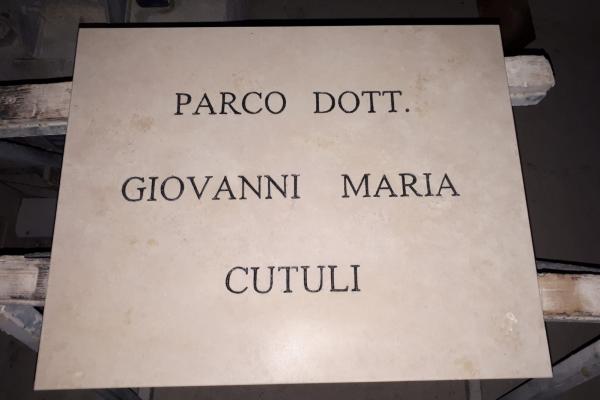 PARCO DOTT.
GIOVANNI MARIA
CUTULI